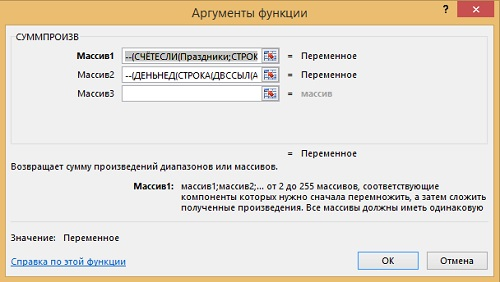 Аргументы функции
?
СУММПРОИЗВ
Массив1 --(СЧЁТЕСЛИ(Праздники;СТРОК = Переменное
Массив2 --(ДЕНЬНЕД(СТРОКА(ДВССЫЛ(A = Переменное
Массив3 = массив
= Переменное
Возвращает сумму произведений диапазонов или массивов.
Массив1: массив1;массив2;... от 2 до 255 массивов, соответствующие
компоненты которых нужно сначала перемножить, а затем сложить
полученные произведения. Все массивы должны иметь одинаковую
Значение: Переменное
Справка по этой функции
ОК
Отмена